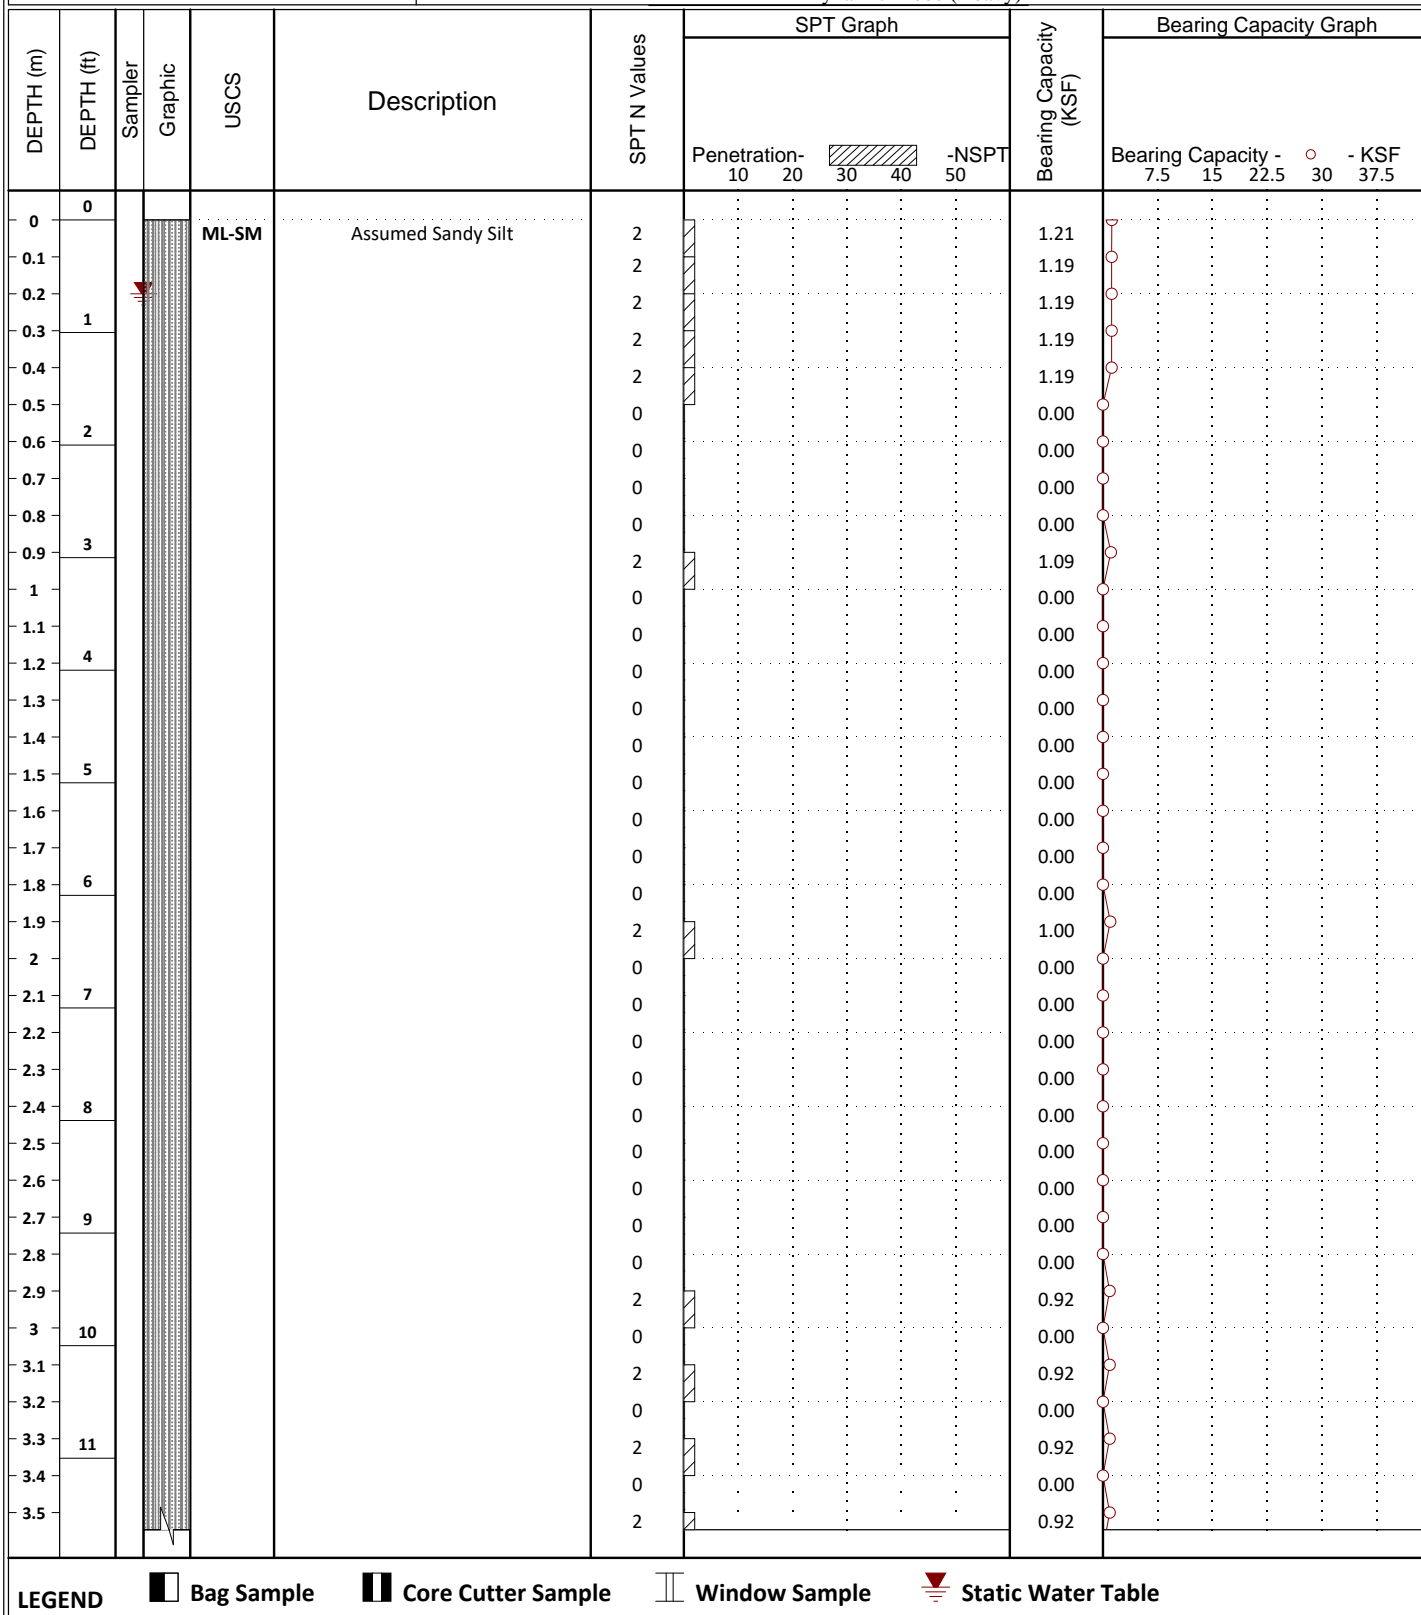 SPT Graph
Bearing Capacity Graph
DEPTH (m)
DEPTH (ft)
Sampler
Graphic
USCS
Description
SPT N Values
Bearing Capacity (KSF)
Penetration- -NSPT
10 20 30 40 50
Bearing Capacity - - KSF
7.5 15 22.5 30 37.5
0
0 ML-SM Assumed Sandy Silt 2 1.21
0.1 2 1.19
0.2 2 1.19
1
0.3 2 1.19
0.4 2 1.19
0.5 0 0.00
2
0.6 0 0.00
0.7 0 0.00
0.8 0 0.00
3
0.9 2 1.09
1 0 0.00
1.1 0 0.00
4
1.2 0 0.00
1.3 0 0.00
1.4 0 0.00
5
1.5 0 0.00
1.6 0 0.00
1.7 0 0.00
6
1.8 0 0.00
1.9 2 1.00
2 0 0.00
7
2.1 0 0.00
2.2 0 0.00
2.3 0 0.00
8
2.4 0 0.00
2.5 0 0.00
2.6 0 0.00
9
2.7 0 0.00
2.8 0 0.00
2.9 2 0.92
10
3 0 0.00
3.1 2 0.92
3.2 0 0.00
11
3.3 2 0.92
3.4 0 0.00
3.5 2 0.92
LEGEND Bag Sample Core Cutter Sample Window Sample Static Water Table